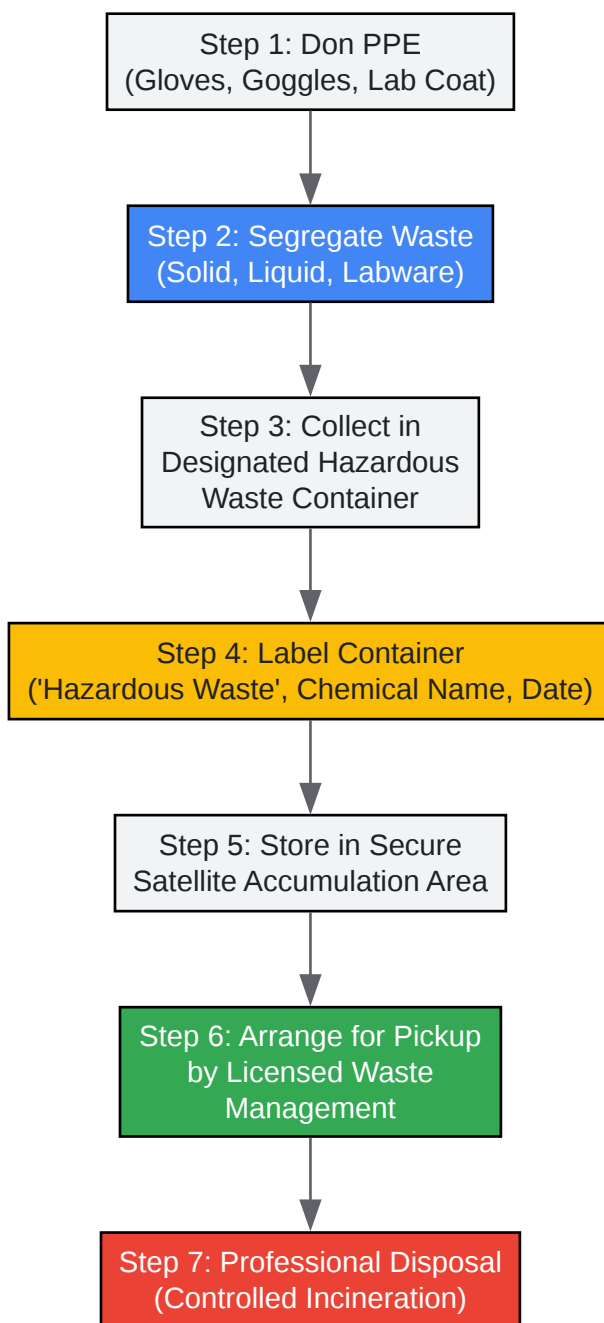 Step 1: Don PPE
(Gloves, Goggles, Lab Coat)
Step 2: Segregate Waste
(Solid, Liquid, Labware)
Step 3: Collect in
Designated Hazardous
Waste Container
Step 4: Label Container
('Hazardous Waste', Chemical Name, Date)
Step 5: Store in Secure
Satellite Accumulation Area
Step 6: Arrange for Pickup
by Licensed Waste
Management
Step 7: Professional Disposal
(Controlled Incineration)